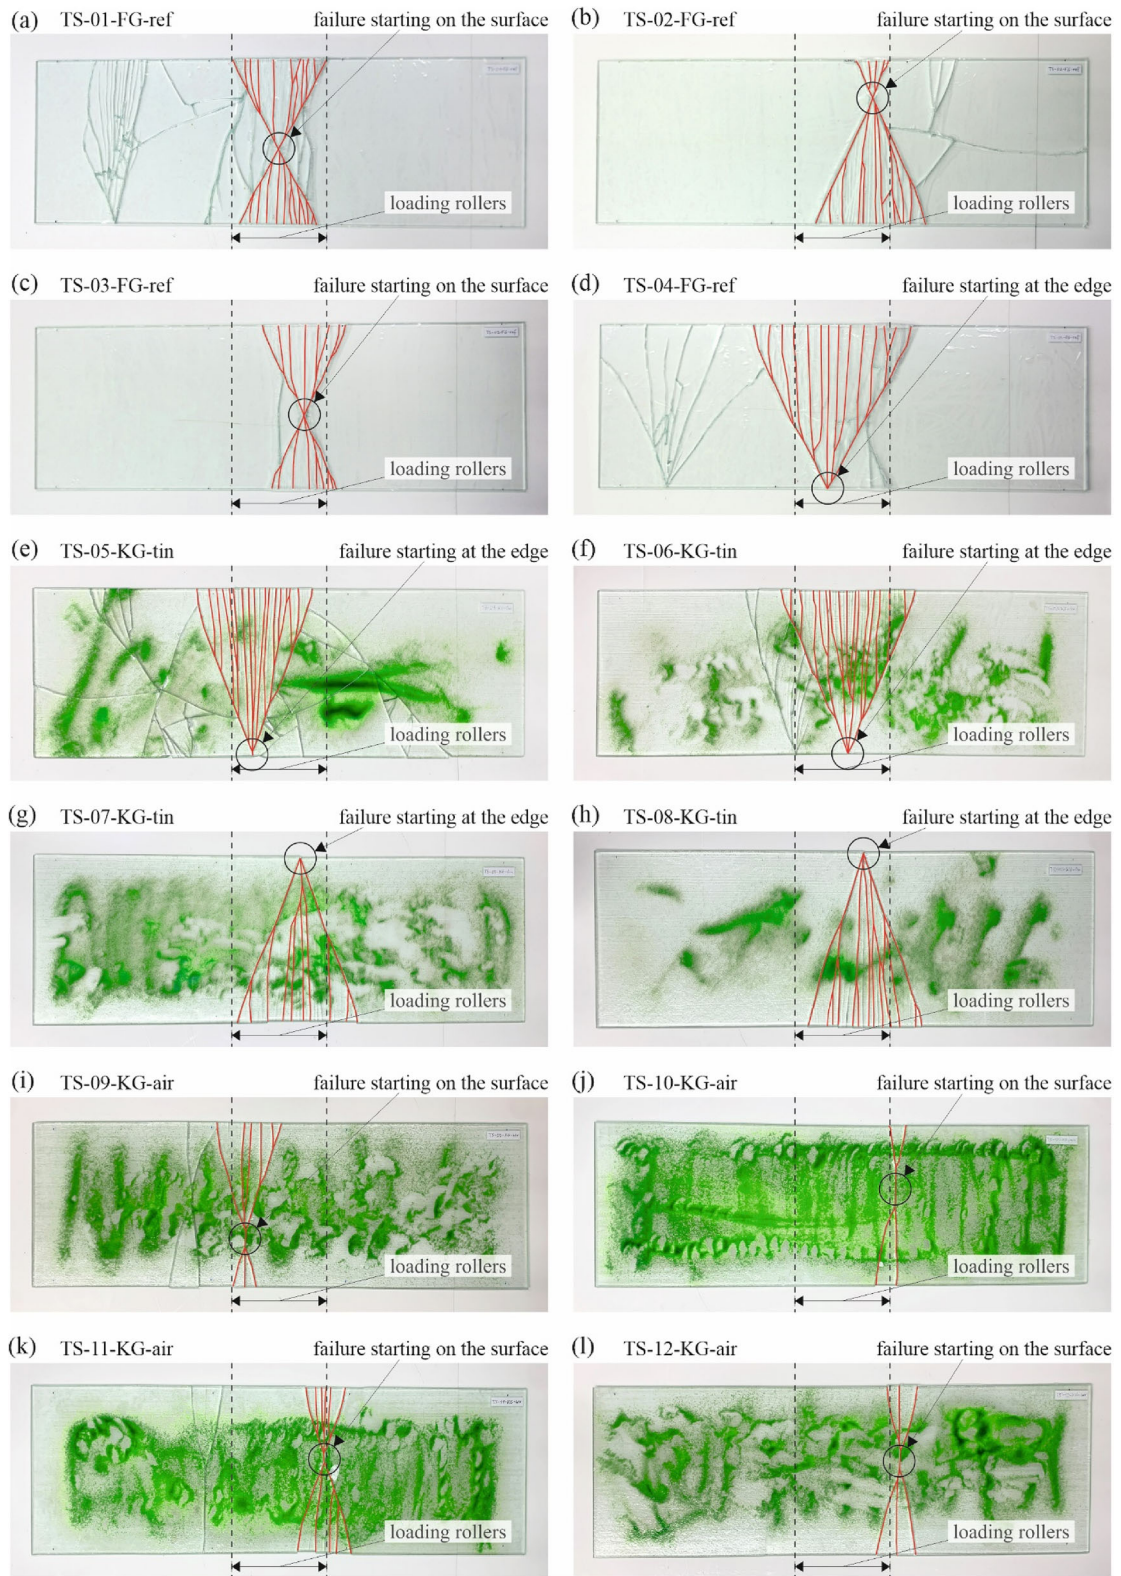 (a) TS-01-FG-ref failure starting on the surface
loading rollers
(b) TS-02-FG-ref failure starting on the surface
loading rollers
(c) TS-03-FG-ref failure starting on the surface
loading rollers
(d) TS-04-FG-ref failure starting at the edge
loading rollers
(e) TS-05-KG-tin failure starting at the edge
loading rollers
(f) TS-06-KG-tin failure starting at the edge
loading rollers
(g) TS-07-KG-tin failure starting at the edge
loading rollers
(h) TS-08-KG-tin failure starting at the edge
loading rollers
(i) TS-09-KG-air failure starting on the surface
loading rollers
(j) TS-10-KG-air failure starting on the surface
loading rollers
(k) TS-11-KG-air failure starting on the surface
loading rollers
(l) TS-12-KG-air failure starting on the surface
loading rollers